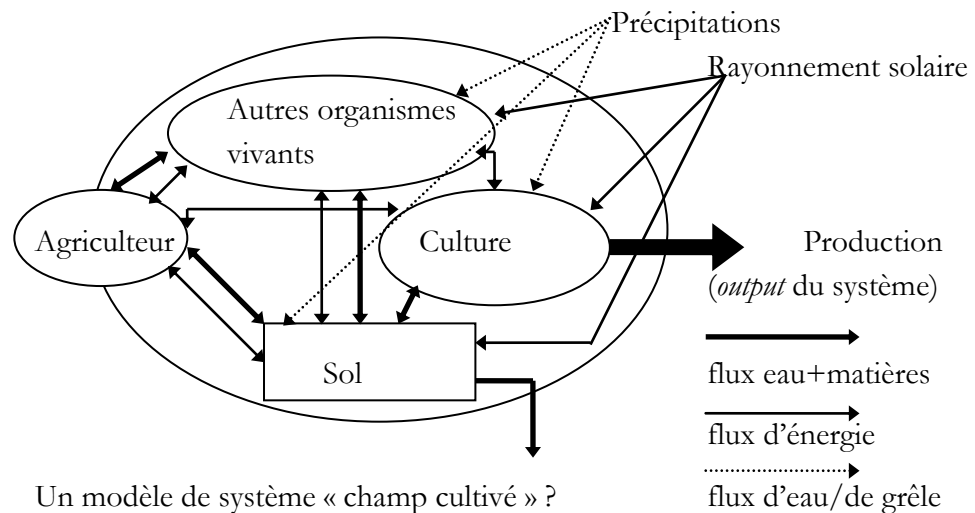 Précipitations
Rayonnement solaire
Autres organismes
vivants
Agriculteur
Culture
Production
(output du système)
Sol
flux eau+matières
flux d'énergie
Un modèle de système « champ cultivé » ?
flux d'eau/de grêle